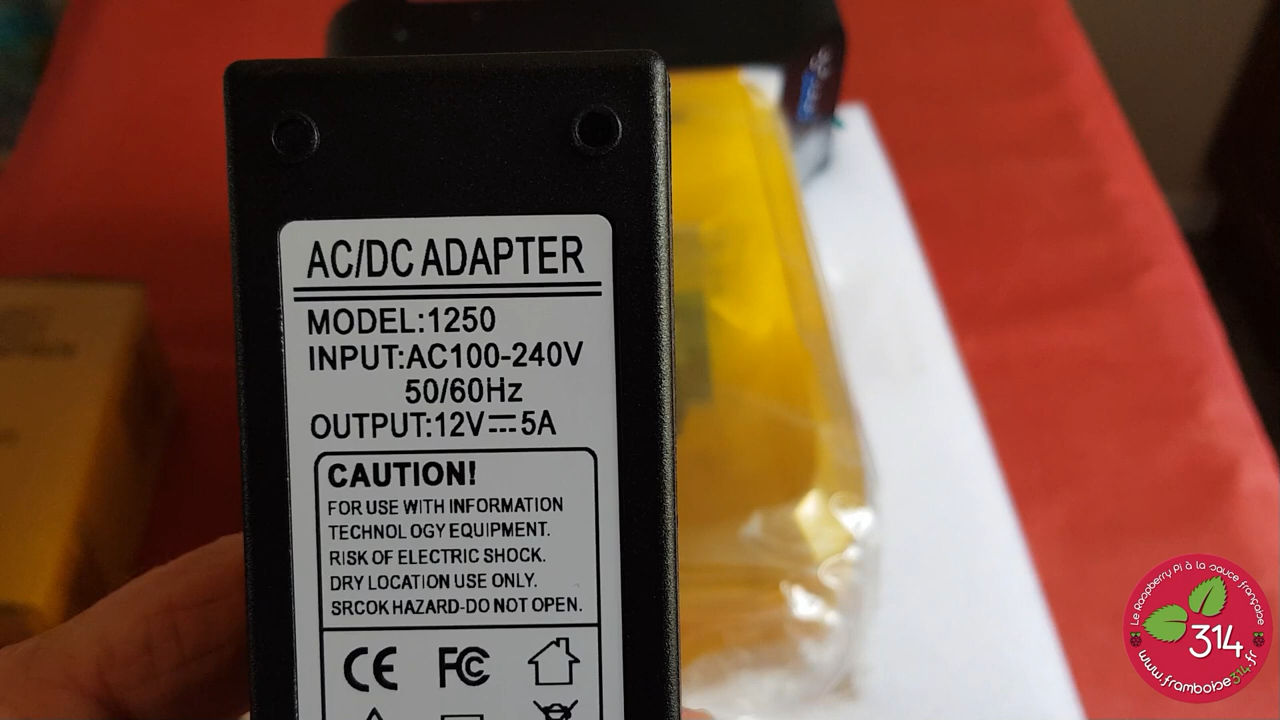 AC/DC ADAPTER
MODEL:1250
INPUT:AC100-240V
50/60Hz
OUTPUT:12V⎓5A
CAUTION!
FOR USE WITH INFORMATION
TECHNOLOGY EQUIPMENT.
RISK OF ELECTRIC SHOCK.
DRY LOCATION USE ONLY.
SRCOK HAZARD-DO NOT OPEN.
CE FC
Le Raspberry Pi à la sauce française
314
www.framboise314.fr